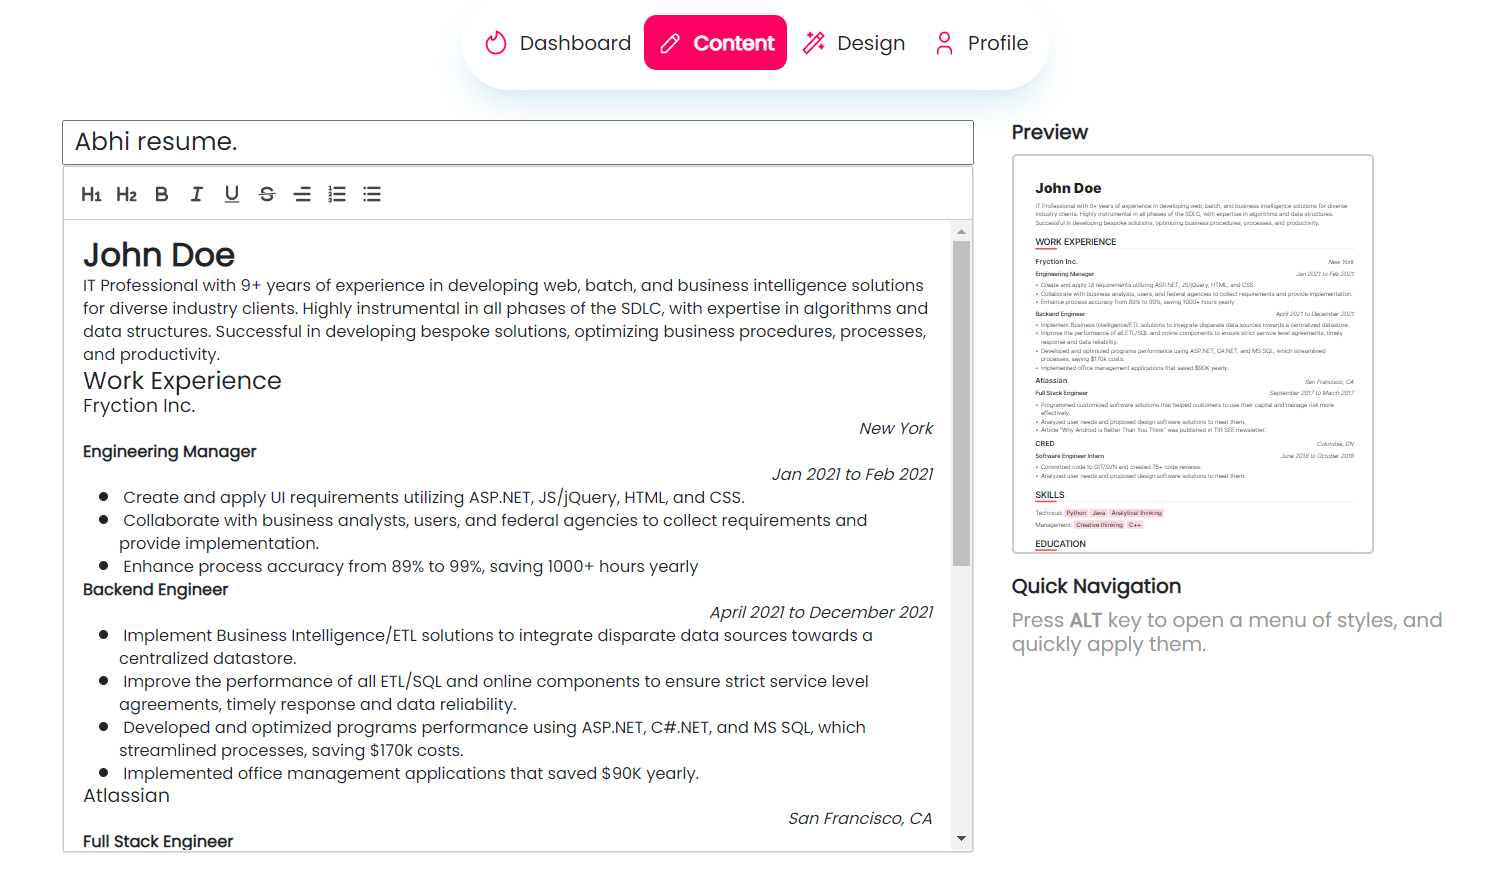 Dashboard Content Design Profile
Abhi resume.
H1 H2 B I U S
John Doe
IT Professional with 9+ years of experience in developing web, batch, and business intelligence solutions
for diverse industry clients. Highly instrumental in all phases of the SDLC, with expertise in algorithms and
data structures. Successful in developing bespoke solutions, optimizing business procedures, processes,
and productivity.
Work Experience
Fryction Inc.
New York
Engineering Manager
Jan 2021 to Feb 2021
• Create and apply UI requirements utilizing ASP.NET, JS/jQuery, HTML, and CSS.
• Collaborate with business analysts, users, and federal agencies to collect requirements and
provide implementation.
• Enhance process accuracy from 89% to 99%, saving 1000+ hours yearly
Backend Engineer
April 2021 to December 2021
• Implement Business Intelligence/ETL solutions to integrate disparate data sources towards a
centralized datastore.
• Improve the performance of all ETL/SQL and online components to ensure strict service level
agreements, timely response and data reliability.
• Developed and optimized programs performance using ASP.NET, C#.NET, and MS SQL, which
streamlined processes, saving $170k costs.
• Implemented office management applications that saved $90K yearly.
Atlassian
San Francisco, CA
Full Stack Engineer
Preview
John Doe
IT Professional with 9+ years of experience in developing web, batch, and business intelligence solutions for diverse
industry clients. Highly instrumental in all phases of the SDLC, with expertise in algorithms and data structures.
Successful in developing bespoke solutions, optimizing business procedures, processes, and productivity.
WORK EXPERIENCE
Fryction Inc. New York
Engineering Manager Jan 2021 to Feb 2021
• Create and apply UI requirements utilizing ASP.NET, JS/jQuery, HTML, and CSS.
• Collaborate with business analysts, users, and federal agencies to collect requirements and provide implementation.
• Enhance process accuracy from 89% to 99%, saving 1000+ hours yearly
Backend Engineer April 2021 to December 2021
• Implement Business Intelligence/ETL solutions to integrate disparate data sources towards a centralized datastore.
• Improve the performance of all ETL/SQL and online components to ensure strict service level agreements, timely
response and data reliability.
• Developed and optimized programs performance using ASP.NET, C#.NET, and MS SQL, which streamlined
processes, saving $170k costs.
• Implemented office management applications that saved $90K yearly.
Atlassian San Francisco, CA
Full Stack Engineer September 2017 to March 2017
• Programmed customized software solutions that helped customers to use their capital and manage risk more
effectively.
• Analyzed user needs and proposed design software solutions to meet them.
• Article "Why Android is Better Than You Think" was published in TIR SEE newsletter.
CRED Colombia, CN
Software Engineer Intern June 2016 to October 2016
• Committed code to GIT/SVN and created 75+ code reviews.
• Analyzed user needs and proposed design software solutions to meet them.
SKILLS
Technical: Python Java Analytical thinking
Management: Creative thinking C++
EDUCATION
Quick Navigation
Press ALT key to open a menu of styles, and
quickly apply them.